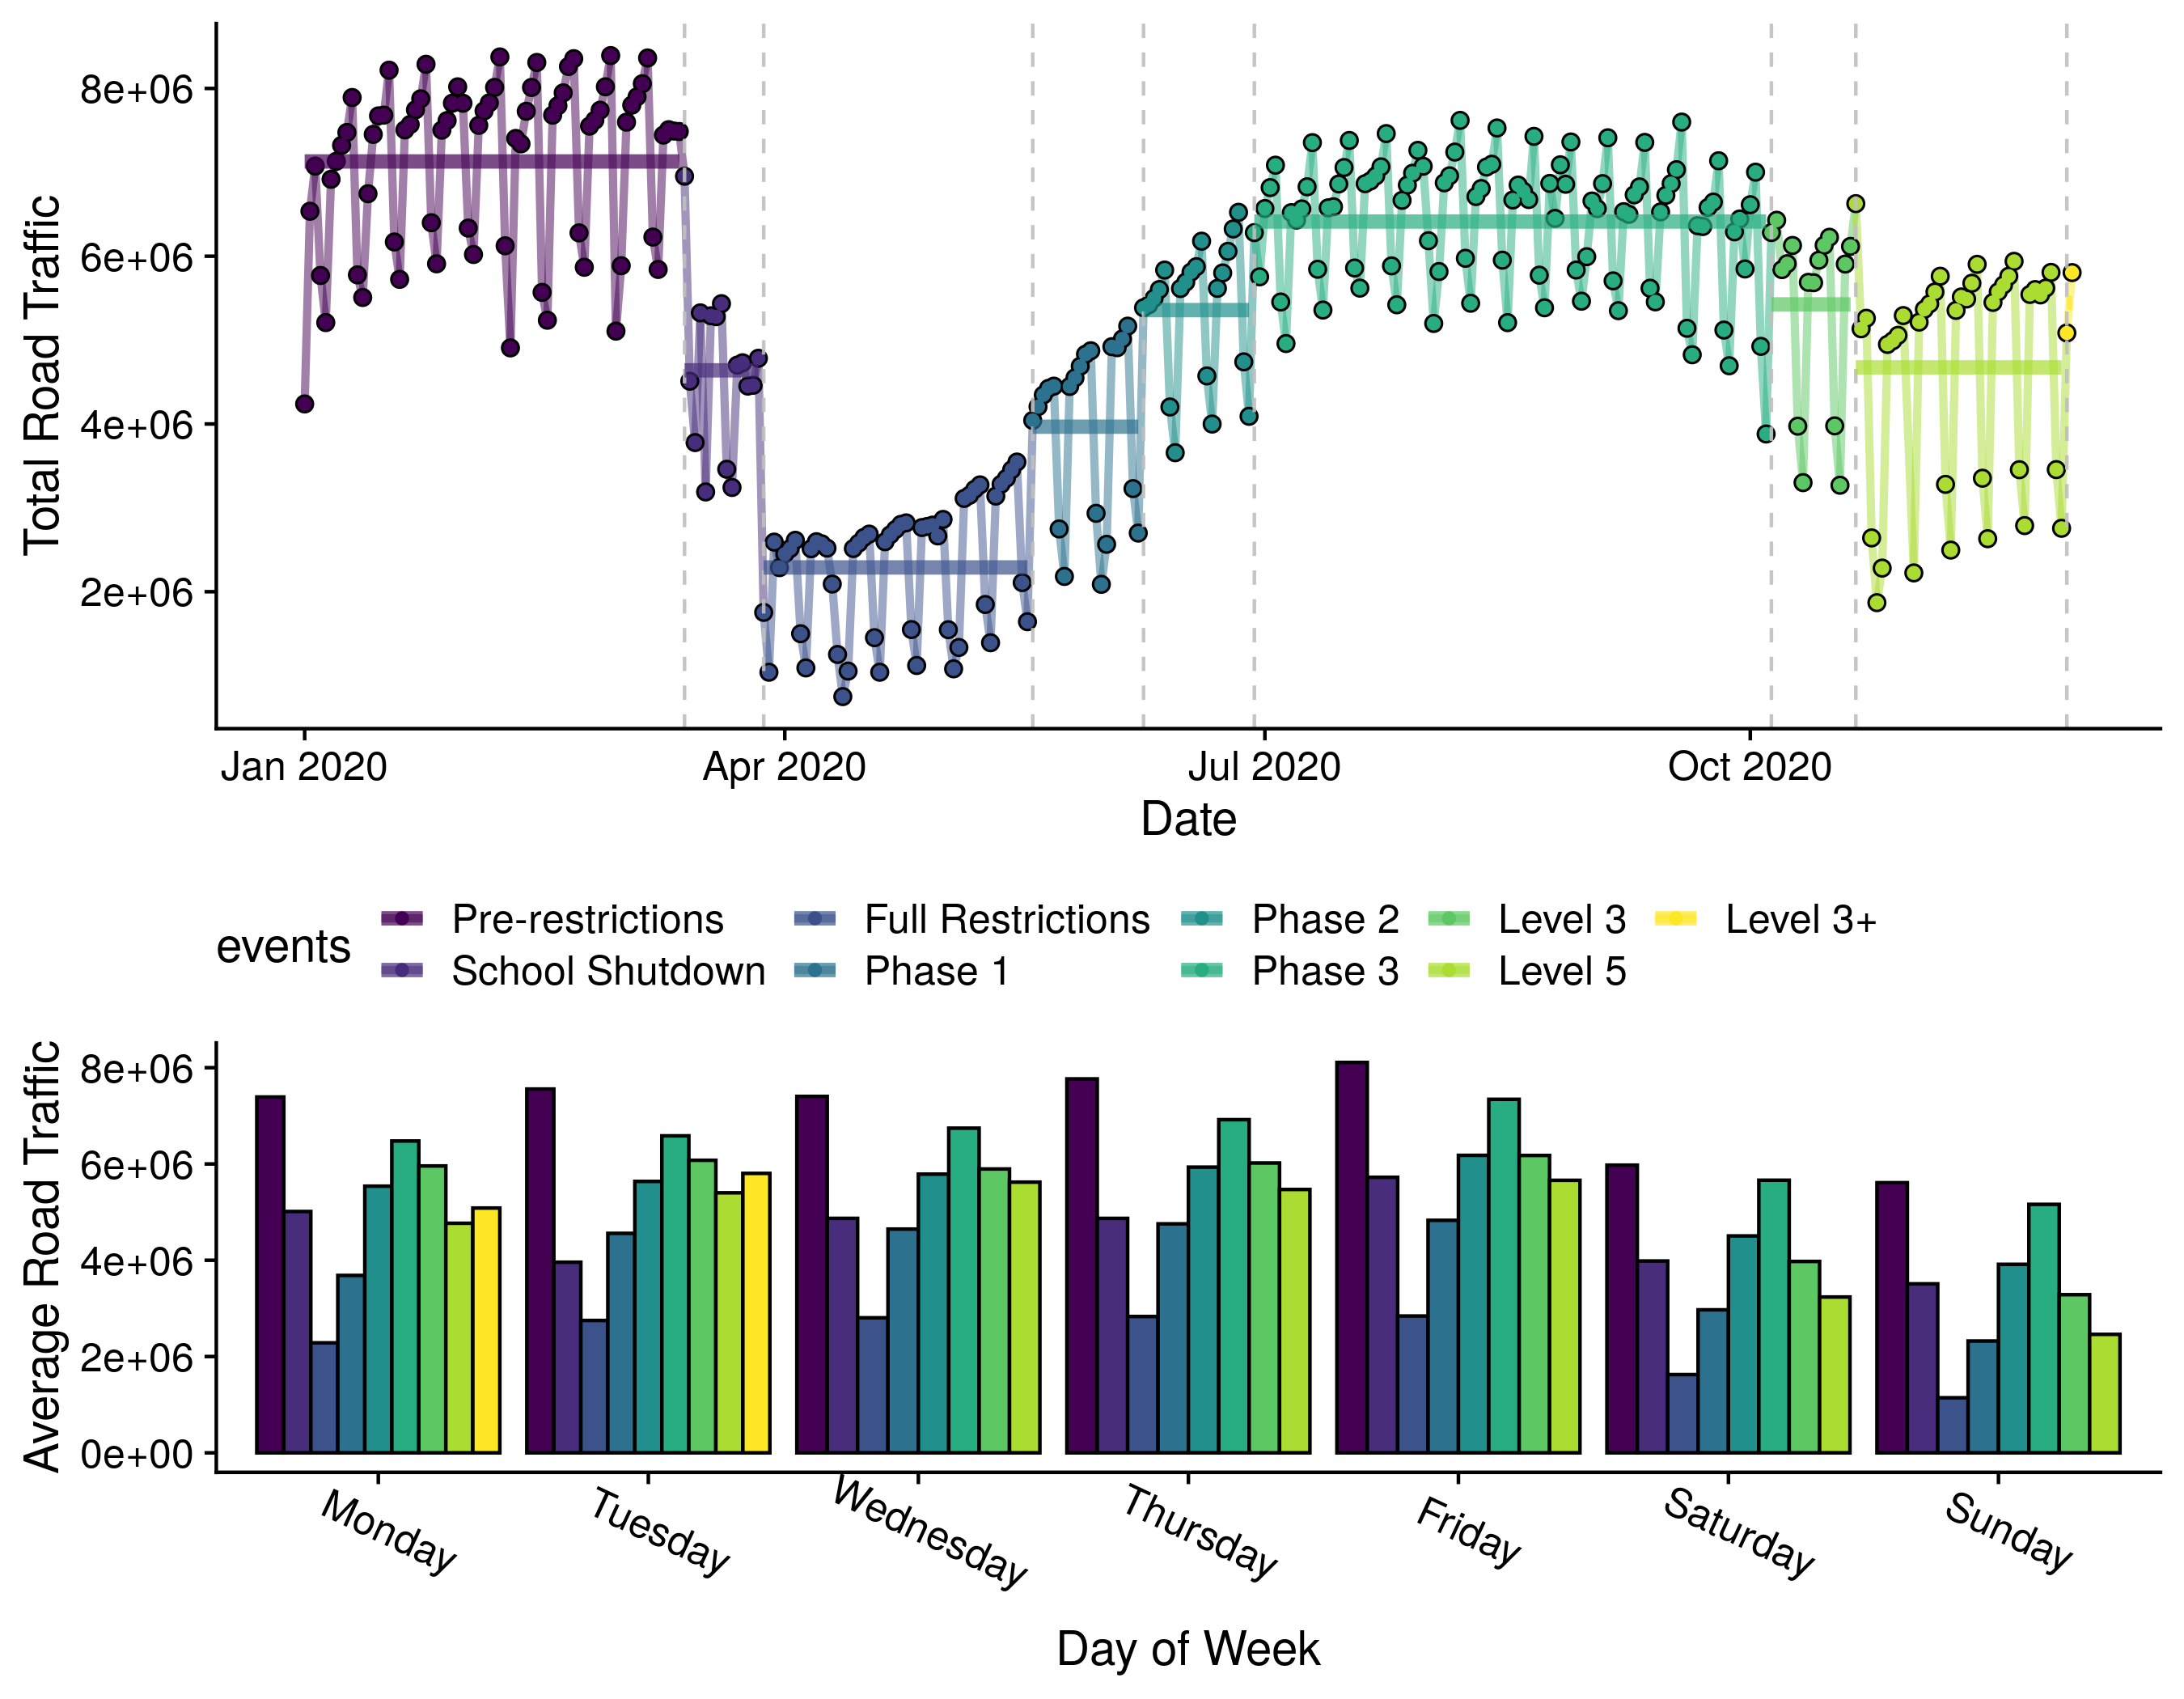 Total Road Traffic
8e+06
6e+06
4e+06
2e+06
Jan 2020 Apr 2020 Jul 2020 Oct 2020
Date
events
Pre-restrictions Full Restrictions Phase 2 Level 3 Level 3+
School Shutdown Phase 1 Phase 3 Level 5
Average Road Traffic
8e+06
6e+06
4e+06
2e+06
0e+00
Monday Tuesday Wednesday Thursday Friday Saturday Sunday
Day of Week